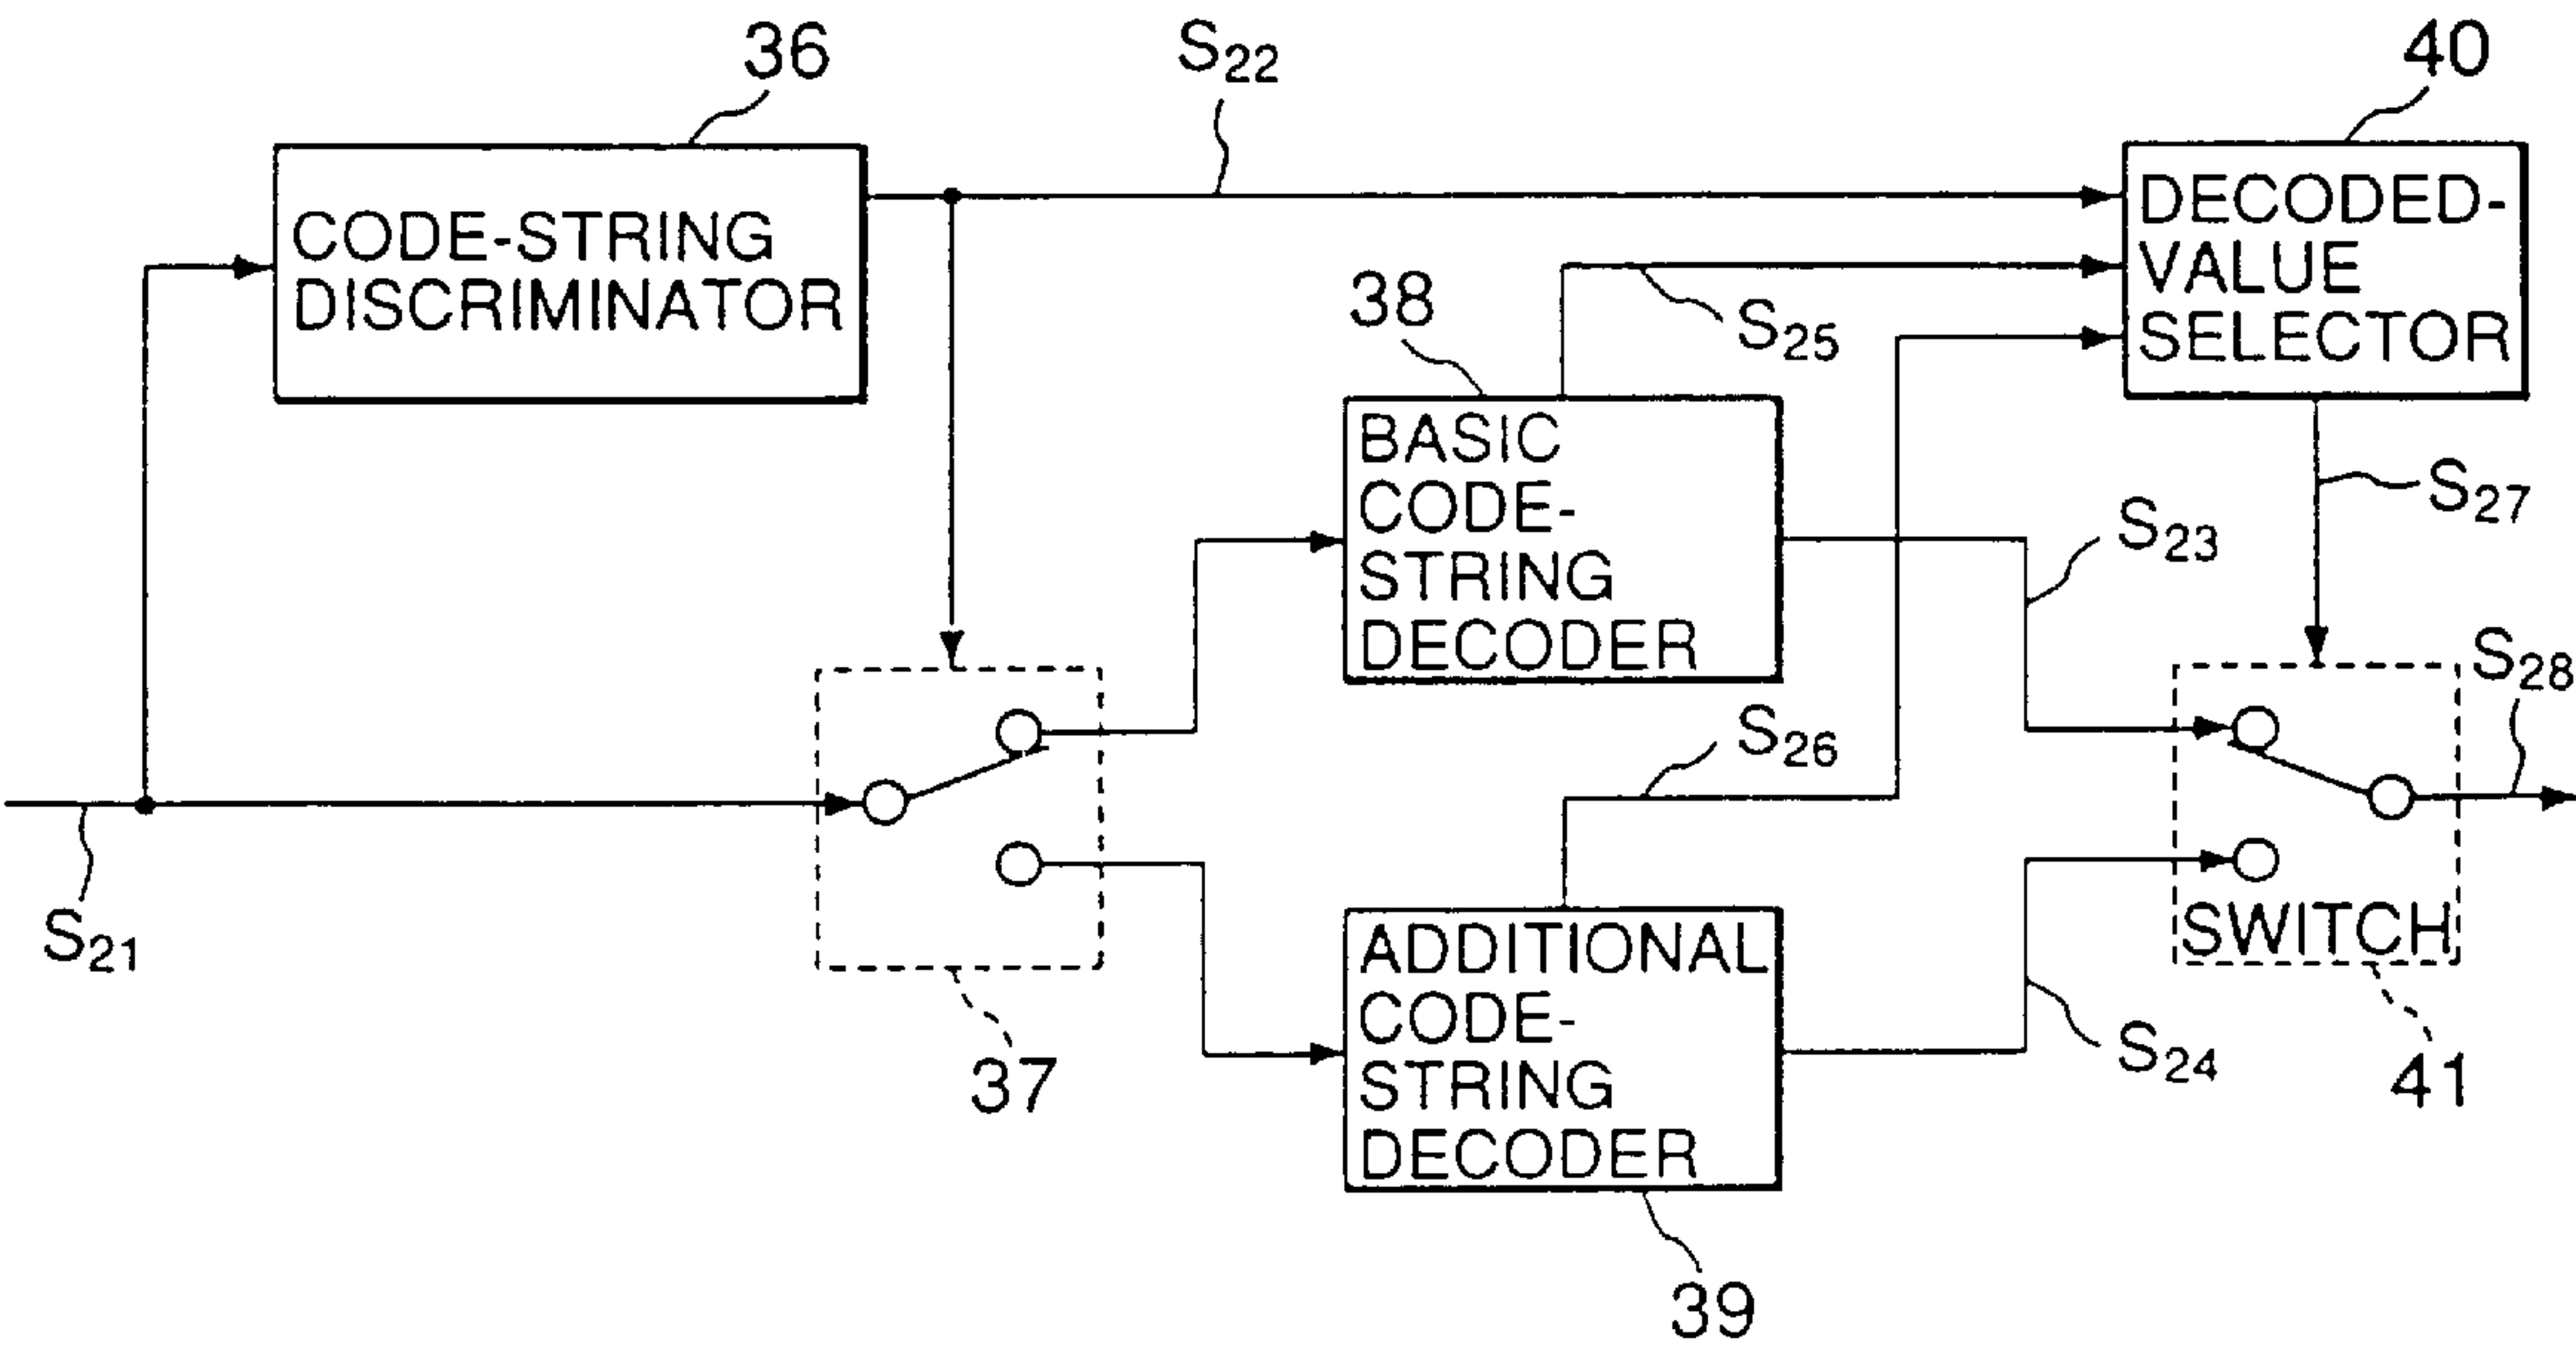 36
S22
40
CODE-STRING
DISCRIMINATOR
DECODED-
VALUE
SELECTOR
38
S25
BASIC
CODE-
STRING
DECODER
S27
S23
S28
S26
S21
SWITCH
ADDITIONAL
CODE-
STRING
DECODER
S24
37
41
39